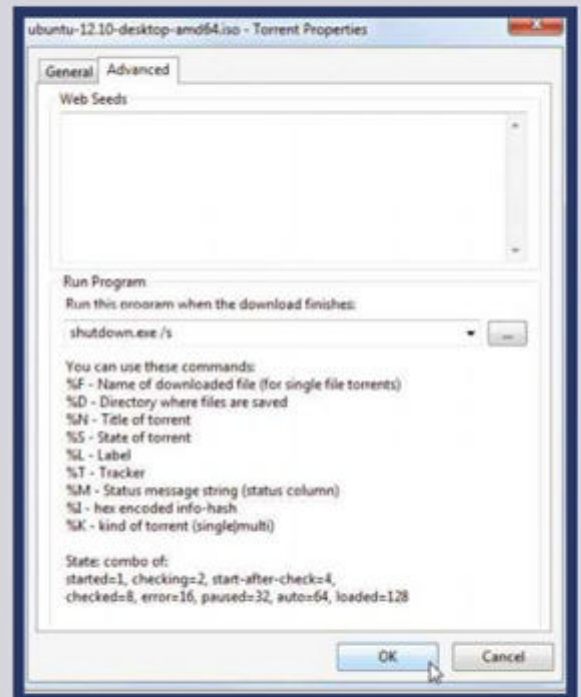 ubuntu-12.10-desktop-amd64.iso - Torrent Properties
General Advanced
Web Seeds
Run Program
Run this program when the download finishes:
shutdown.exe /s
...
You can use these commands:
%F - Name of downloaded file (for single file torrents)
%D - Directory where files are saved
%N - Title of torrent
%S - State of torrent
%L - Label
%T - Tracker
%M - Status message string (status column)
%I - hex encoded info-hash
%K - kind of torrent (single|multi)
State: combo of:
started=1, checking=2, start-after-check=4,
checked=8, error=16, paused=32, auto=64, loaded=128
OK Cancel